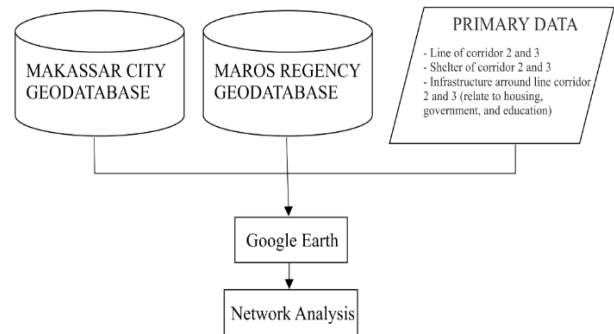 MAKASSAR CITY
GEODATABASE
MAROS REGENCY
GEODATABASE
PRIMARY DATA
- Line of corridor 2 and 3
- Shelter of corridor 2 and 3
- Infrastructure arround line corridor
2 and 3 (relate to housing,
government, and education)
Google Earth
Network Analysis